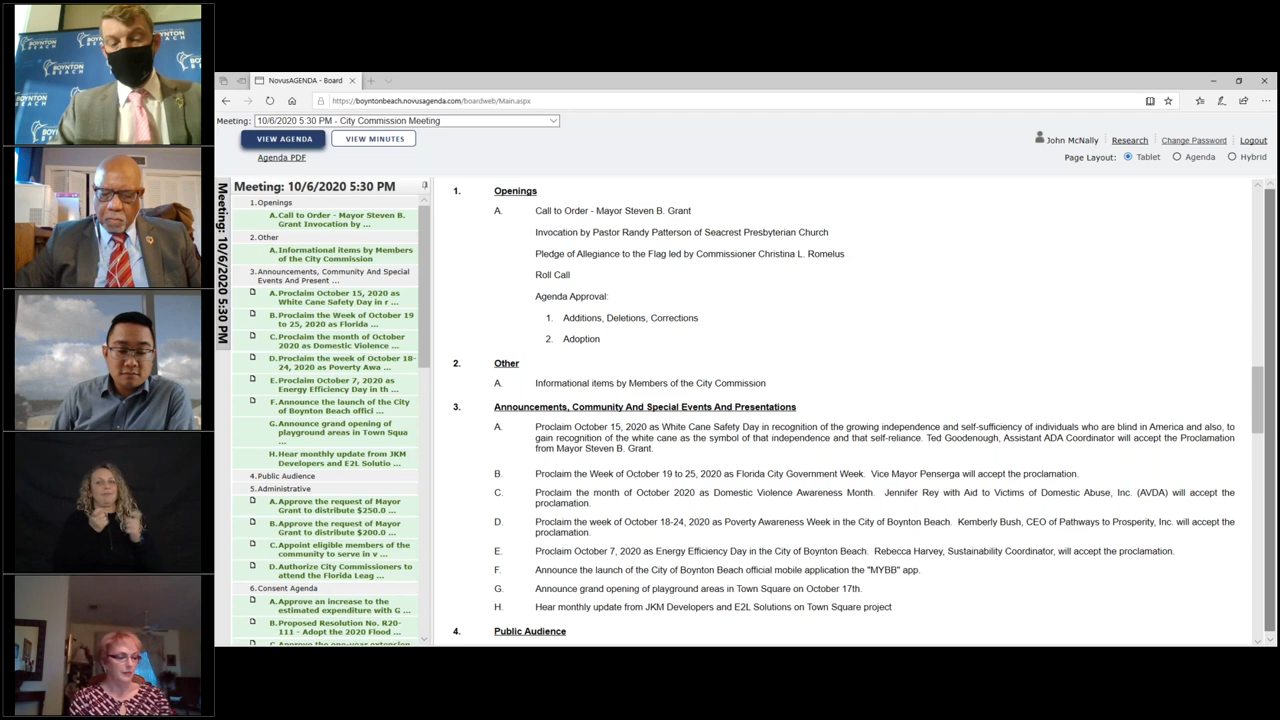 BOYNTON
BEACH
NovusAGENDA - Board
https://boyntonbeach.novusagenda.com/boardweb/Main.aspx
Meeting: 10/6/2020 5:30 PM - City Commission Meeting
VIEW AGENDA VIEW MINUTES
Agenda PDF
John McNally Research Change Password Logout
Page Layout: Tablet Agenda Hybrid
Meeting: 10/6/2020 5:30 PM
Meeting: 10/6/2020 5:30 PM
1.Openings
A.Call to Order - Mayor Steven B.
Grant Invocation by ...
2.Other
A.Informational items by Members
of the City Commission
3.Announcements, Community And Special
Events And Present ...
A.Proclaim October 15, 2020 as
White Cane Safety Day in r ...
B.Proclaim the Week of October 19
to 25, 2020 as Florida ...
C.Proclaim the month of October
2020 as Domestic Violence ...
D.Proclaim the week of October 18-
24, 2020 as Poverty Awa ...
E.Proclaim October 7, 2020 as
Energy Efficiency Day in th ...
F.Announce the launch of the City
of Boynton Beach offici ...
G.Announce grand opening of
playground areas in Town Squa
...
H.Hear monthly update from JKM
Developers and E2L Solutio ...
4.Public Audience
5.Administrative
A.Approve the request of Mayor
Grant to distribute $250.0 ...
B.Approve the request of Mayor
Grant to distribute $200.0 ...
C.Appoint eligible members of the
community to serve in v ...
D.Authorize City Commissioners to
attend the Florida Leag ...
6.Consent Agenda
A.Approve an increase to the
estimated expenditure with G ...
B.Proposed Resolution No. R20-
111 - Adopt the 2020 Flood ...
C.Approve the one-year extension
1. Openings
A. Call to Order - Mayor Steven B. Grant
Invocation by Pastor Randy Patterson of Seacrest Presbyterian Church
Pledge of Allegiance to the Flag led by Commissioner Christina L. Romelus
Roll Call
Agenda Approval:
1. Additions, Deletions, Corrections
2. Adoption
2. Other
A. Informational items by Members of the City Commission
3. Announcements, Community And Special Events And Presentations
A. Proclaim October 15, 2020 as White Cane Safety Day in recognition of the growing independence and self-sufficiency of individuals who are blind in America and also, to
gain recognition of the white cane as the symbol of that independence and that self-reliance. Ted Goodenough, Assistant ADA Coordinator will accept the Proclamation
from Mayor Steven B. Grant.
B. Proclaim the Week of October 19 to 25, 2020 as Florida City Government Week. Vice Mayor Penserga will accept the proclamation.
C. Proclaim the month of October 2020 as Domestic Violence Awareness Month. Jennifer Rey with Aid to Victims of Domestic Abuse, Inc. (AVDA) will accept the
proclamation.
D. Proclaim the week of October 18-24, 2020 as Poverty Awareness Week in the City of Boynton Beach. Kemberly Bush, CEO of Pathways to Prosperity, Inc. will accept the
proclamation.
E. Proclaim October 7, 2020 as Energy Efficiency Day in the City of Boynton Beach. Rebecca Harvey, Sustainability Coordinator, will accept the proclamation.
F. Announce the launch of the City of Boynton Beach official mobile application the "MYBB" app.
G. Announce grand opening of playground areas in Town Square on October 17th.
H. Hear monthly update from JKM Developers and E2L Solutions on Town Square project
4. Public Audience